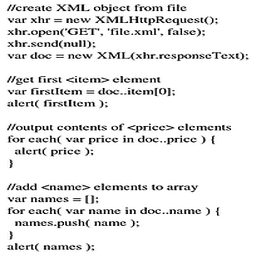 //create XML object from file
var xhr = new XMLHttpRequest();
xhr.open('GET', 'file.xml', false);
xhr.send(null);
var doc = new XML(xhr.responseText);
//get first <item> element
var firstItem = doc..item[0];
alert( firstItem );
//output contents of <price> elements
for each( var price in doc..price ) {
alert( price );
}
//add <name> elements to array
var names = [];
for each( var name in doc..name ) {
names.push( name );
}
alert( names );